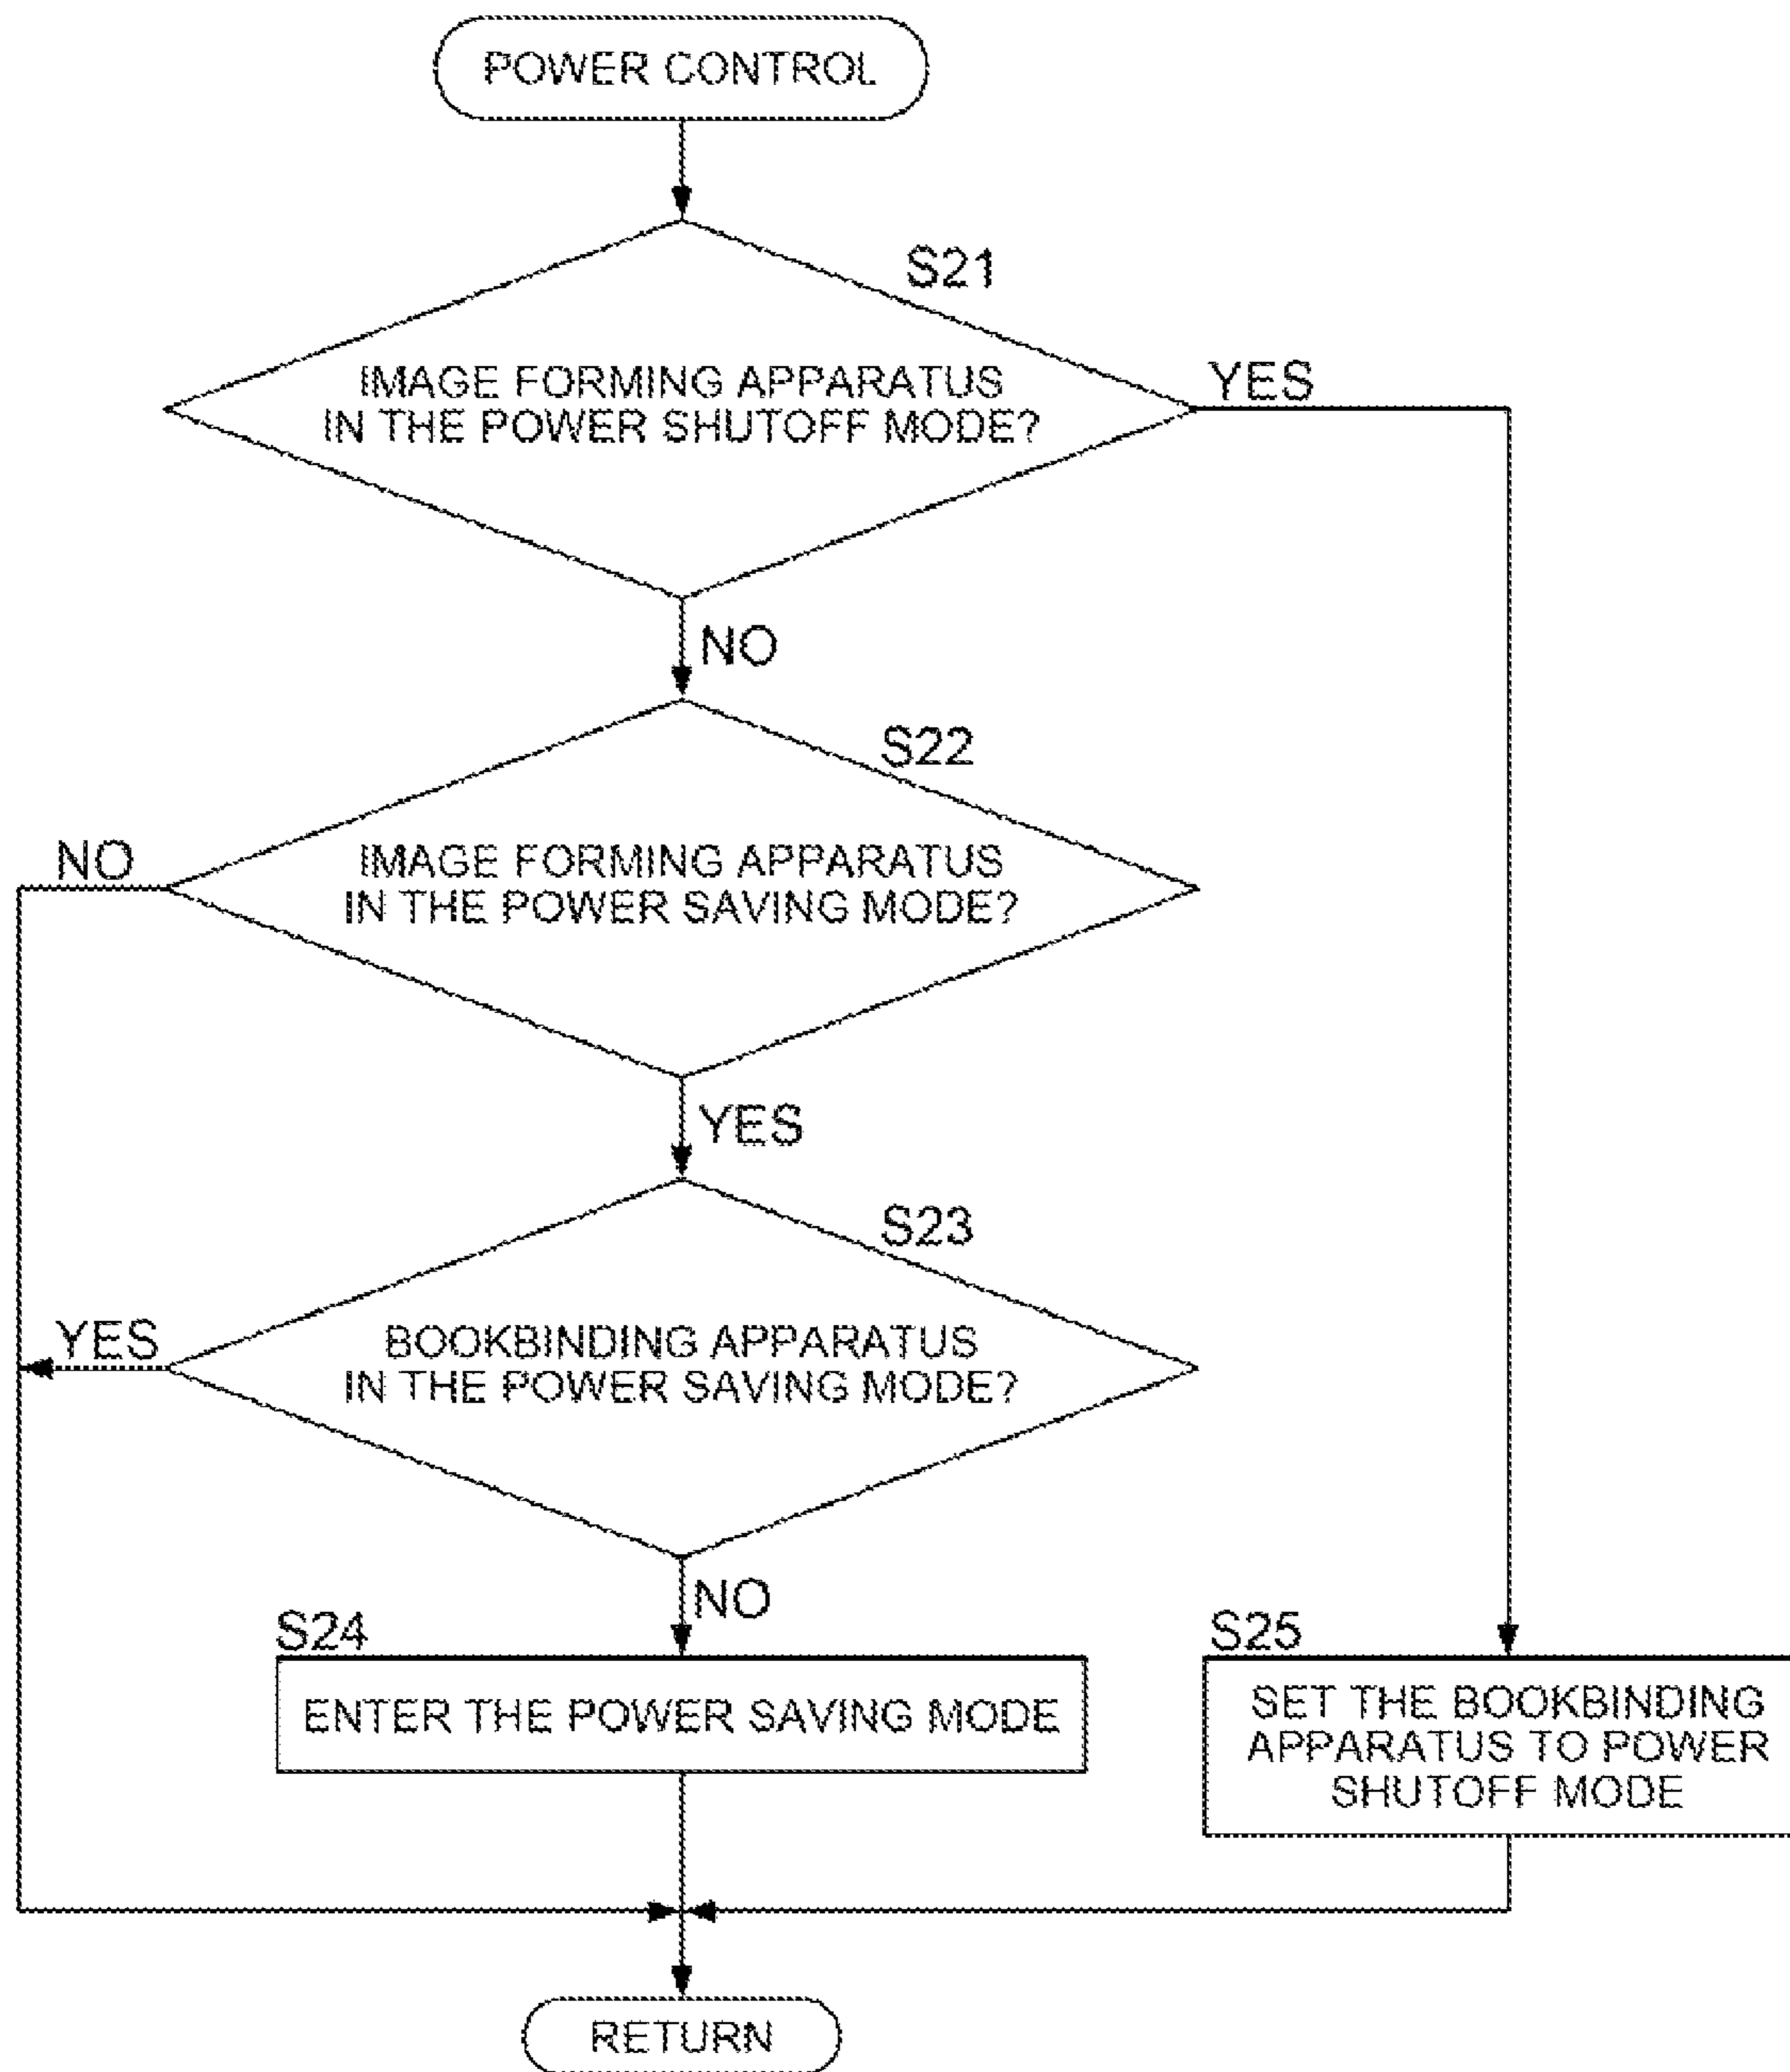 POWER CONTROL
S21
IMAGE FORMING APPARATUS
IN THE POWER SHUTOFF MODE?
YES
NO
S22
IMAGE FORMING APPARATUS
IN THE POWER SAVING MODE?
NO
YES
S23
BOOKBINDING APPARATUS
IN THE POWER SAVING MODE?
YES
NO
S24
ENTER THE POWER SAVING MODE
S25
SET THE BOOKBINDING
APPARATUS TO POWER
SHUTOFF MODE
RETURN